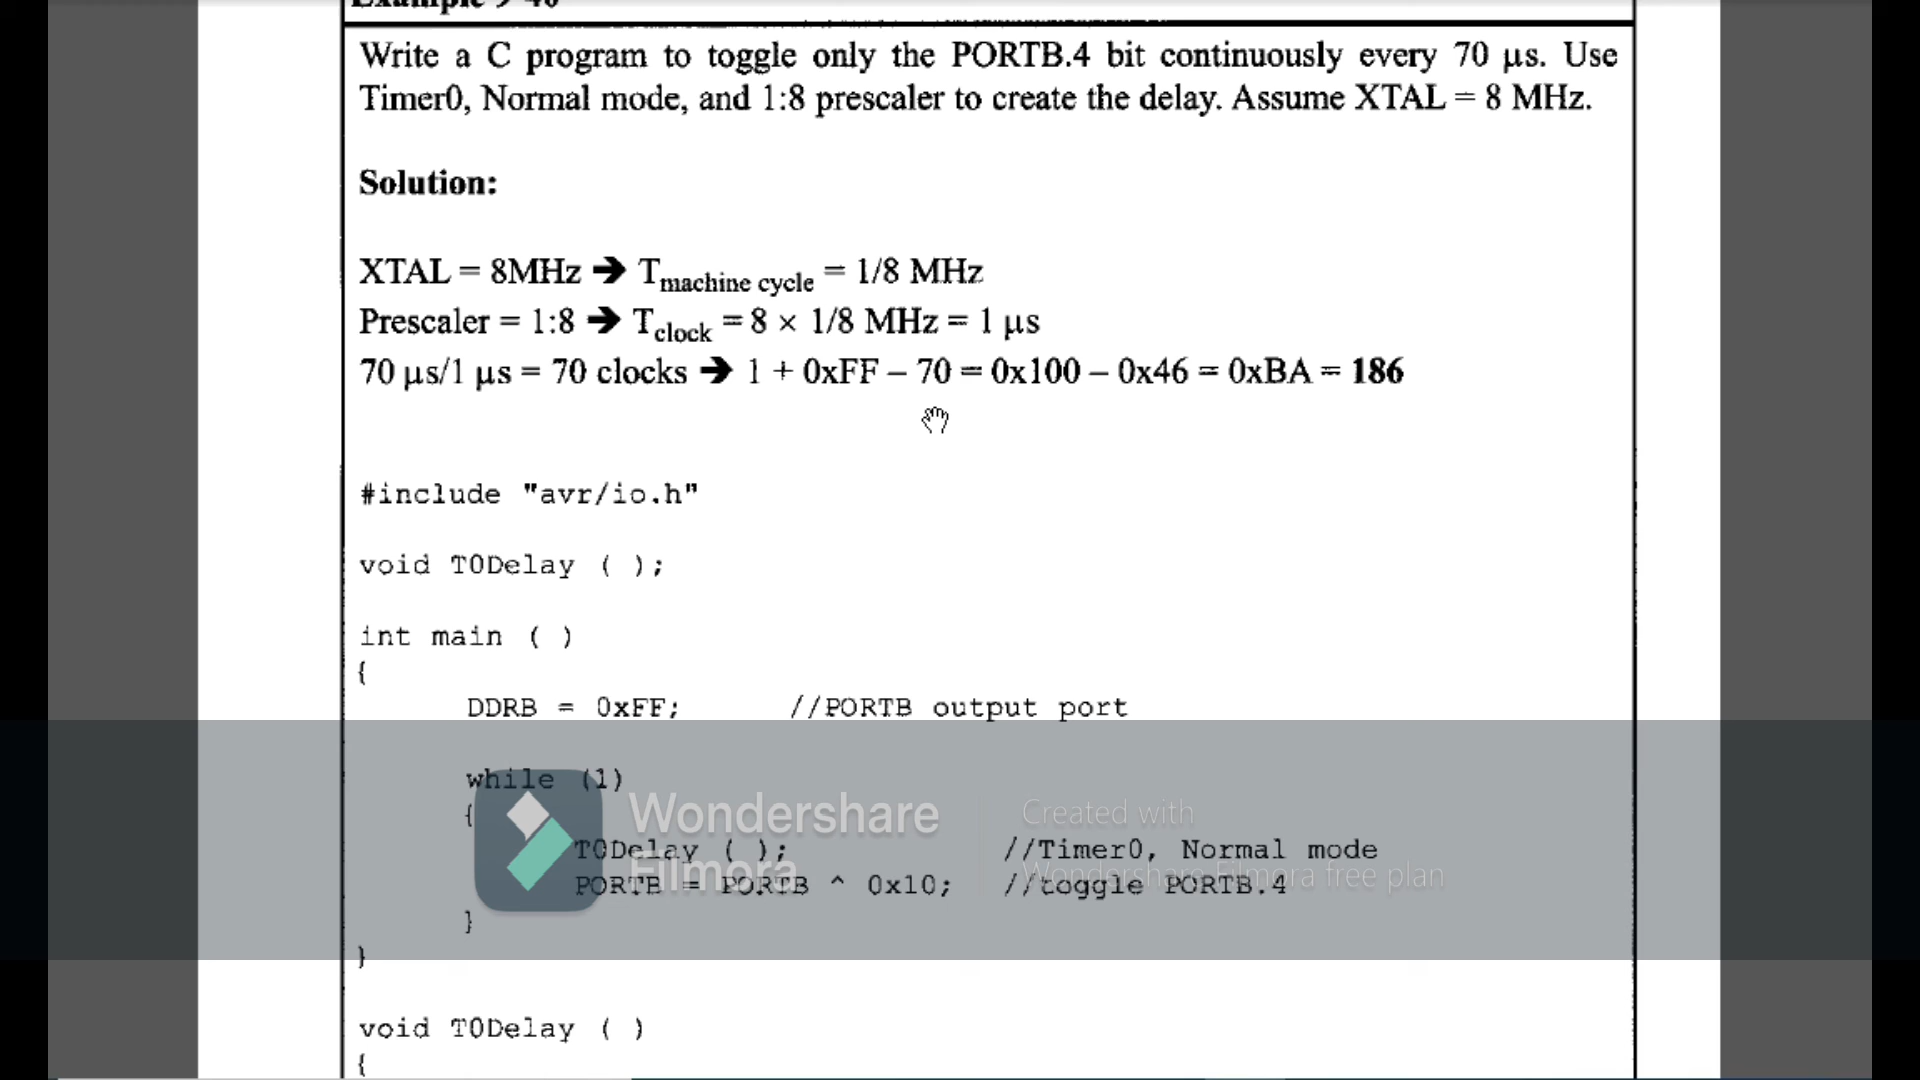 Example 9-40
Write a C program to toggle only the PORTB.4 bit continuously every 70 µs. Use
Timer0, Normal mode, and 1:8 prescaler to create the delay. Assume XTAL = 8 MHz.
Solution:
XTAL = 8MHz ➔ Tmachine cycle = 1/8 MHz
Prescaler = 1:8 ➔ Tclock = 8 × 1/8 MHz = 1 µs
70 µs/1 µs = 70 clocks ➔ 1 + 0xFF – 70 = 0x100 – 0x46 = 0xBA = 186
#include "avr/io.h"
void T0Delay ( );
int main ( )
{
DDRB = 0xFF; //PORTB output port
while (1)
{
T0Delay ( ); //Timer0, Normal mode
PORTB = PORTB ^ 0x10; //toggle PORTB.4
}
}
void T0Delay ( )
{
Wondershare
Filmora
Created with
Wondershare Filmora free plan